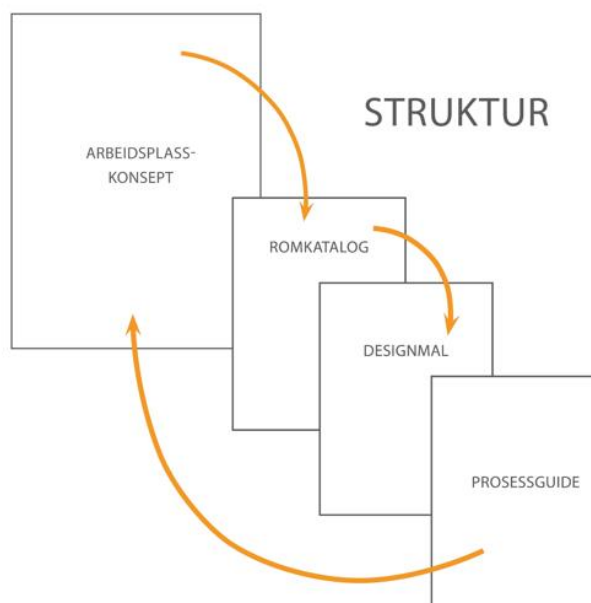 STRUKTUR
ARBEIDSPLASS-
KONSEPT
ROMKATALOG
DESIGNMAL
PROSESSGUIDE